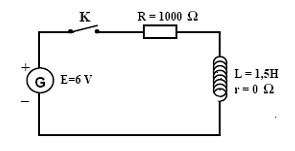 K
R = 1000 Ω
+
G
E=6 V
−
L = 1,5H
r = 0 Ω